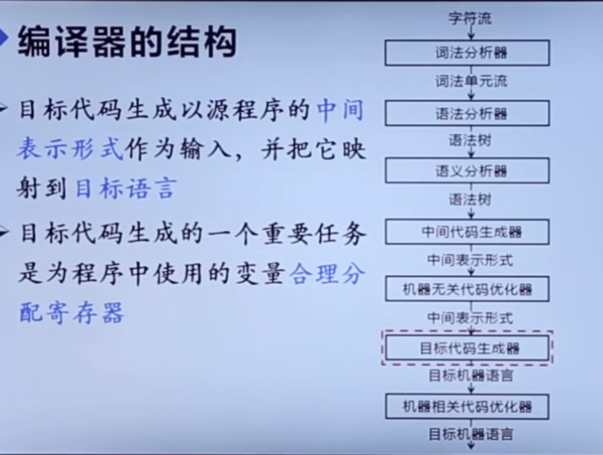 编译器的结构
目标代码生成以源程序的中间
表示形式作为输入，并把它映
射到目标语言
目标代码生成的一个重要任务
是为程序中使用的变量合理分
配寄存器
字符流
词法分析器
词法单元流
语法分析器
语法树
语义分析器
语法树
中间代码生成器
中间表示形式
机器无关代码优化器
中间表示形式
目标代码生成器
目标机器语言
机器相关代码优化器
目标机器语言